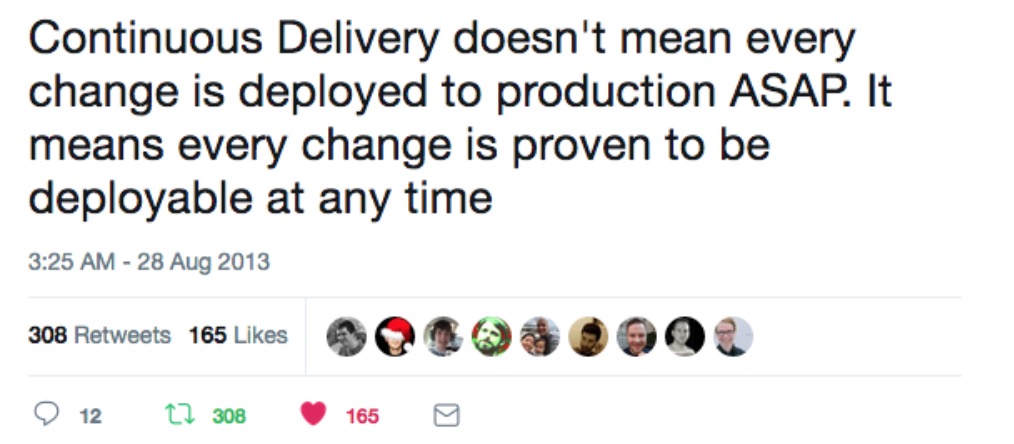 Continuous Delivery doesn't mean every
change is deployed to production ASAP. It
means every change is proven to be
deployable at any time
3:25 AM - 28 Aug 2013
308 Retweets 165 Likes
12 308 165